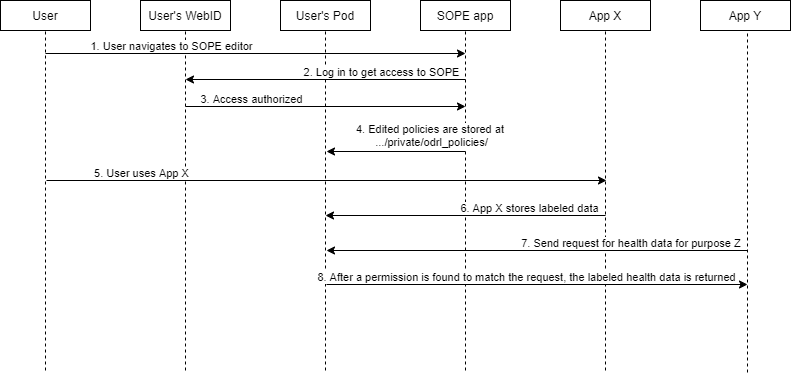 User
User's WebID
User's Pod
SOPE app
App X
App Y
1. User navigates to SOPE editor
2. Log in to get access to SOPE
3. Access authorized
4. Edited policies are stored at
.../private/odrl_policies/
5. User uses App X
6. App X stores labeled data
7. Send request for health data for purpose Z
8. After a permission is found to match the request, the labeled health data is returned